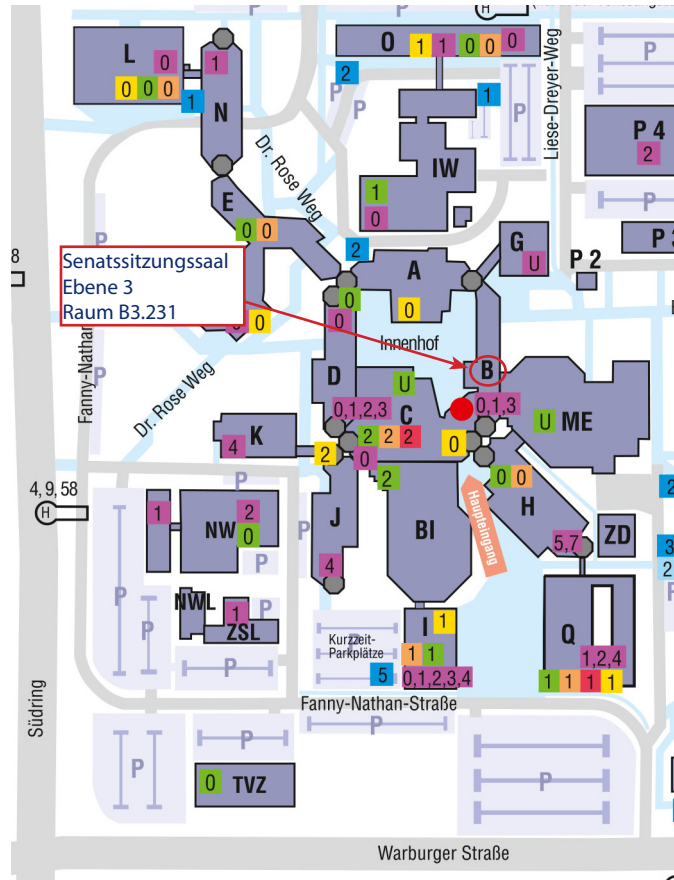 H
L
O
1
1
0
0
0
0
1
P
P
2
0
0
0
1
N
P
P
1
P
Liese-Dreyer-Weg
P 4
2
IW
Dr. Rose Weg
E
1
0
P
0
0
G
U
P 3
8
P
2
A
P 2
Senatssitzungssaal
Ebene 3
Raum B3.231
0
0
0
0
Innenhof
Fanny-Nathan
D
U
B
0,1,2,3
C
0,1,3
U
ME
Dr. Rose Weg
K
4
2
2
2
0
2
0
2
0
0
H
4, 9, 58
H
P
P
1
NW
2
0
P
P
J
BI
Haupteingang
5,7
ZD
2
3
2
4
NWL
1
P
ZSL
P
P
P
Kurzzeit-
Parkplätze
5
I
1
1
1
0,1,2,3,4
Q
1,2,4
1
1
1
1
Fanny-Nathan-Straße
P
Südring
P
P
P
0
TVZ
Warburger Straße